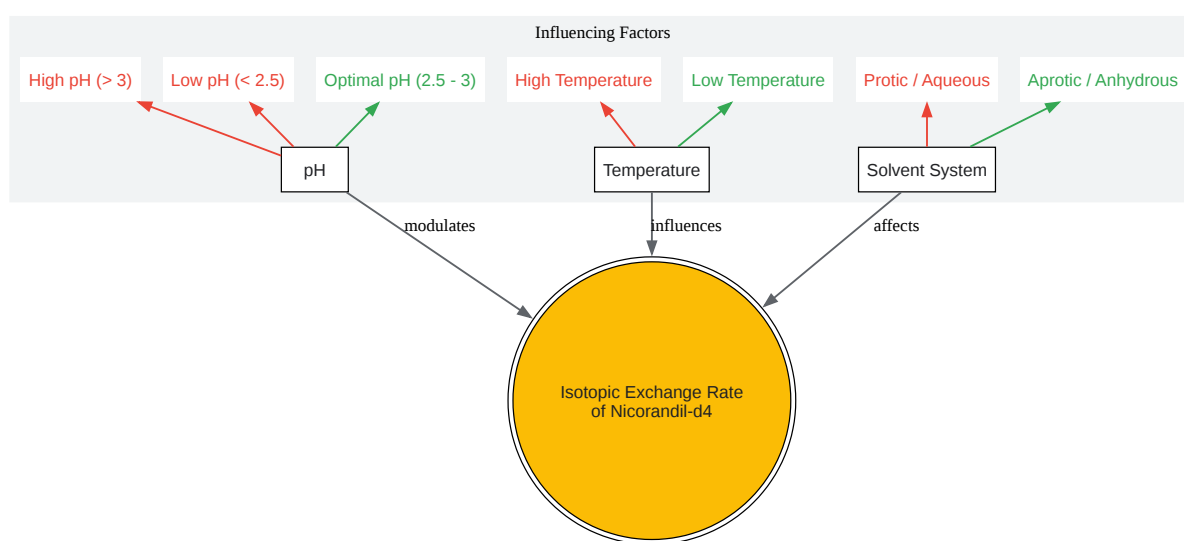 Influencing Factors
High pH (> 3)
Low pH (< 2.5)
Optimal pH (2.5 - 3)
High Temperature
Low Temperature
Protic / Aqueous
Aprotic / Anhydrous
pH
Temperature
Solvent System
modulates
influences
affects
Isotopic Exchange Rate
of Nicorandil-d4